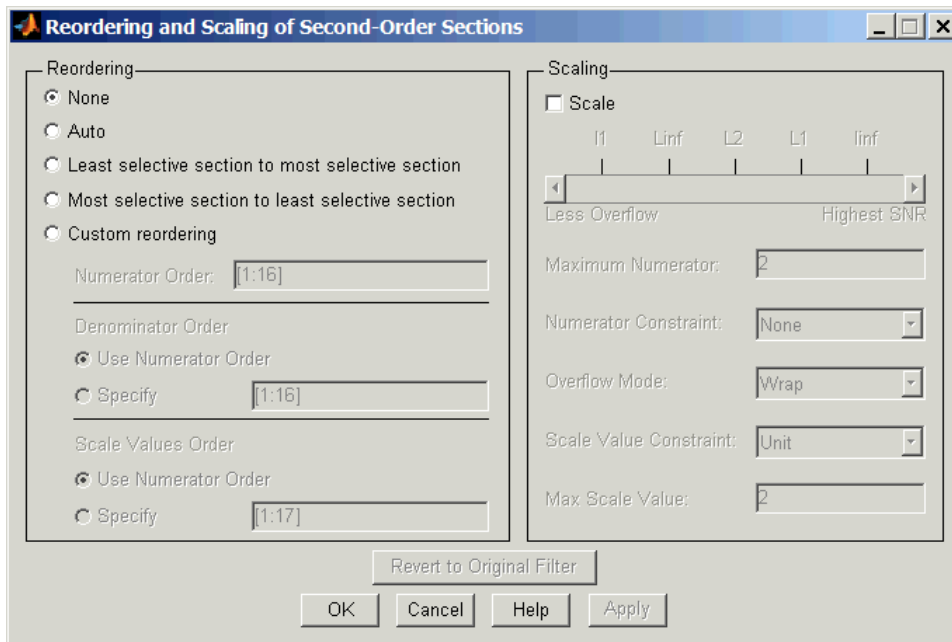 Reordering and Scaling of Second-Order Sections
Reordering
None
Auto
Least selective section to most selective section
Most selective section to least selective section
Custom reordering
Numerator Order: [1:16]
Denominator Order
Use Numerator Order
Specify [1:16]
Scale Values Order
Use Numerator Order
Specify [1:17]
Scaling
Scale
l1 Linf L2 L1 linf
Less Overflow Highest SNR
Maximum Numerator: 2
Numerator Constraint: None
Overflow Mode: Wrap
Scale Value Constraint: Unit
Max Scale Value: 2
Revert to Original Filter
OK Cancel Help Apply